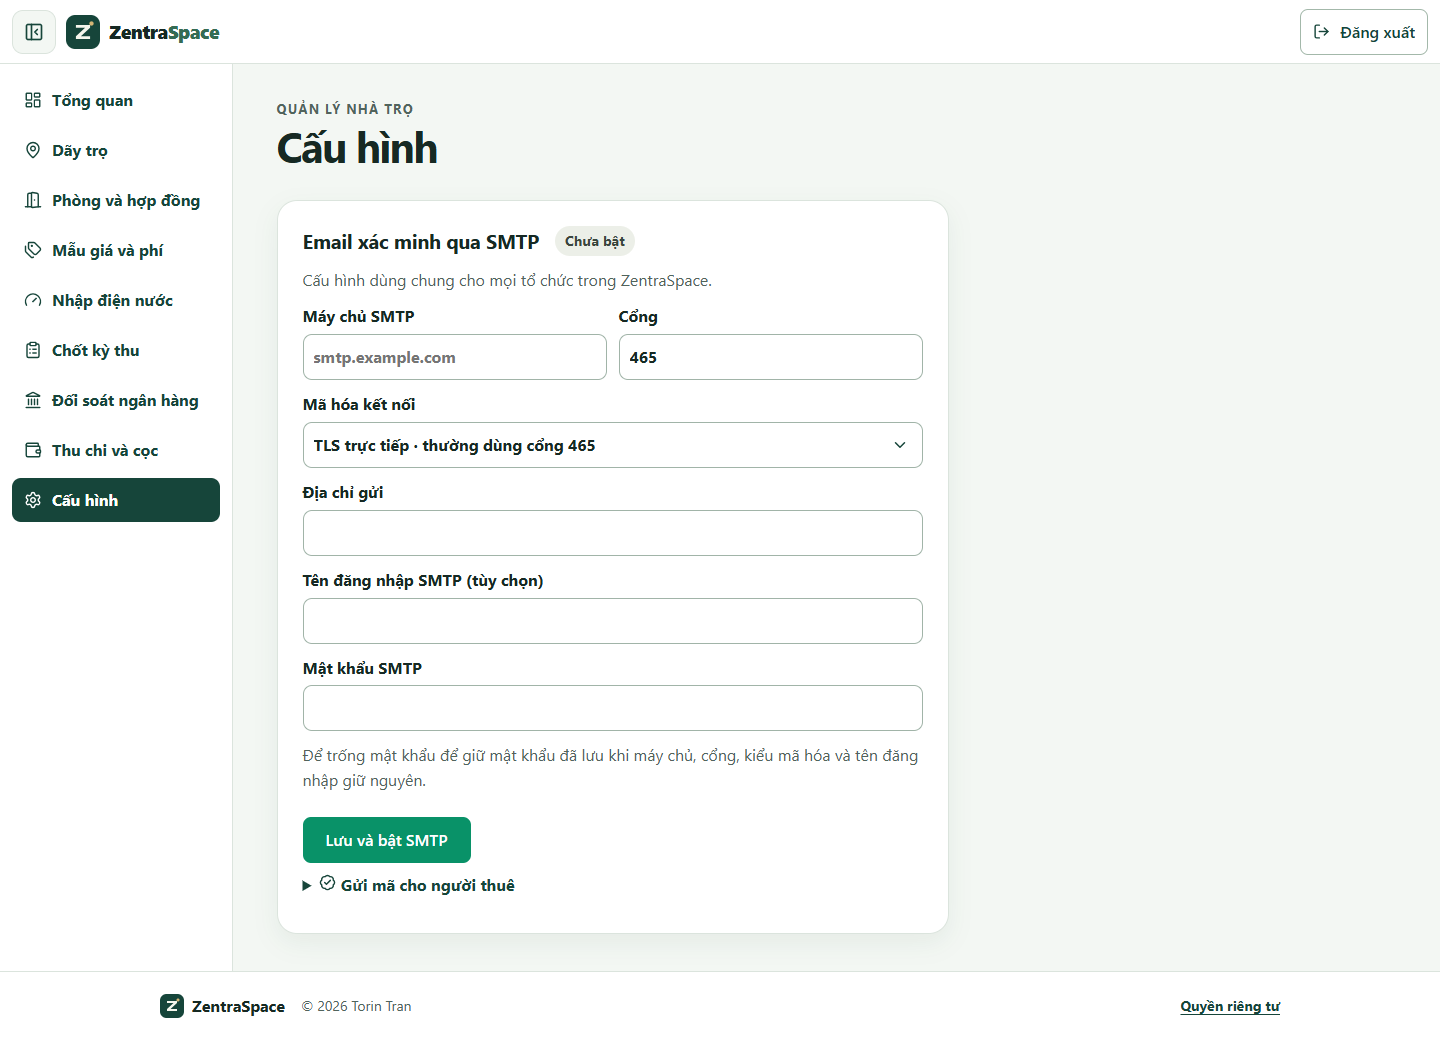 ZentraSpace
Đăng xuất
Tổng quan
Dãy trọ
Phòng và hợp đồng
Mẫu giá và phí
Nhập điện nước
Chốt kỳ thu
Đối soát ngân hàng
Thu chi và cọc
Cấu hình
QUẢN LÝ NHÀ TRỌ
Cấu hình
Email xác minh qua SMTP Chưa bật
Cấu hình dùng chung cho mọi tổ chức trong ZentraSpace.
Máy chủ SMTP Cổng
smtp.example.com 465
Mã hóa kết nối
TLS trực tiếp · thường dùng cổng 465
Địa chỉ gửi
Tên đăng nhập SMTP (tùy chọn)
Mật khẩu SMTP
Để trống mật khẩu để giữ mật khẩu đã lưu khi máy chủ, cổng, kiểu mã hóa và tên đăng
nhập giữ nguyên.
Lưu và bật SMTP
Gửi mã cho người thuê
ZentraSpace © 2026 Torin Tran
Quyền riêng tư